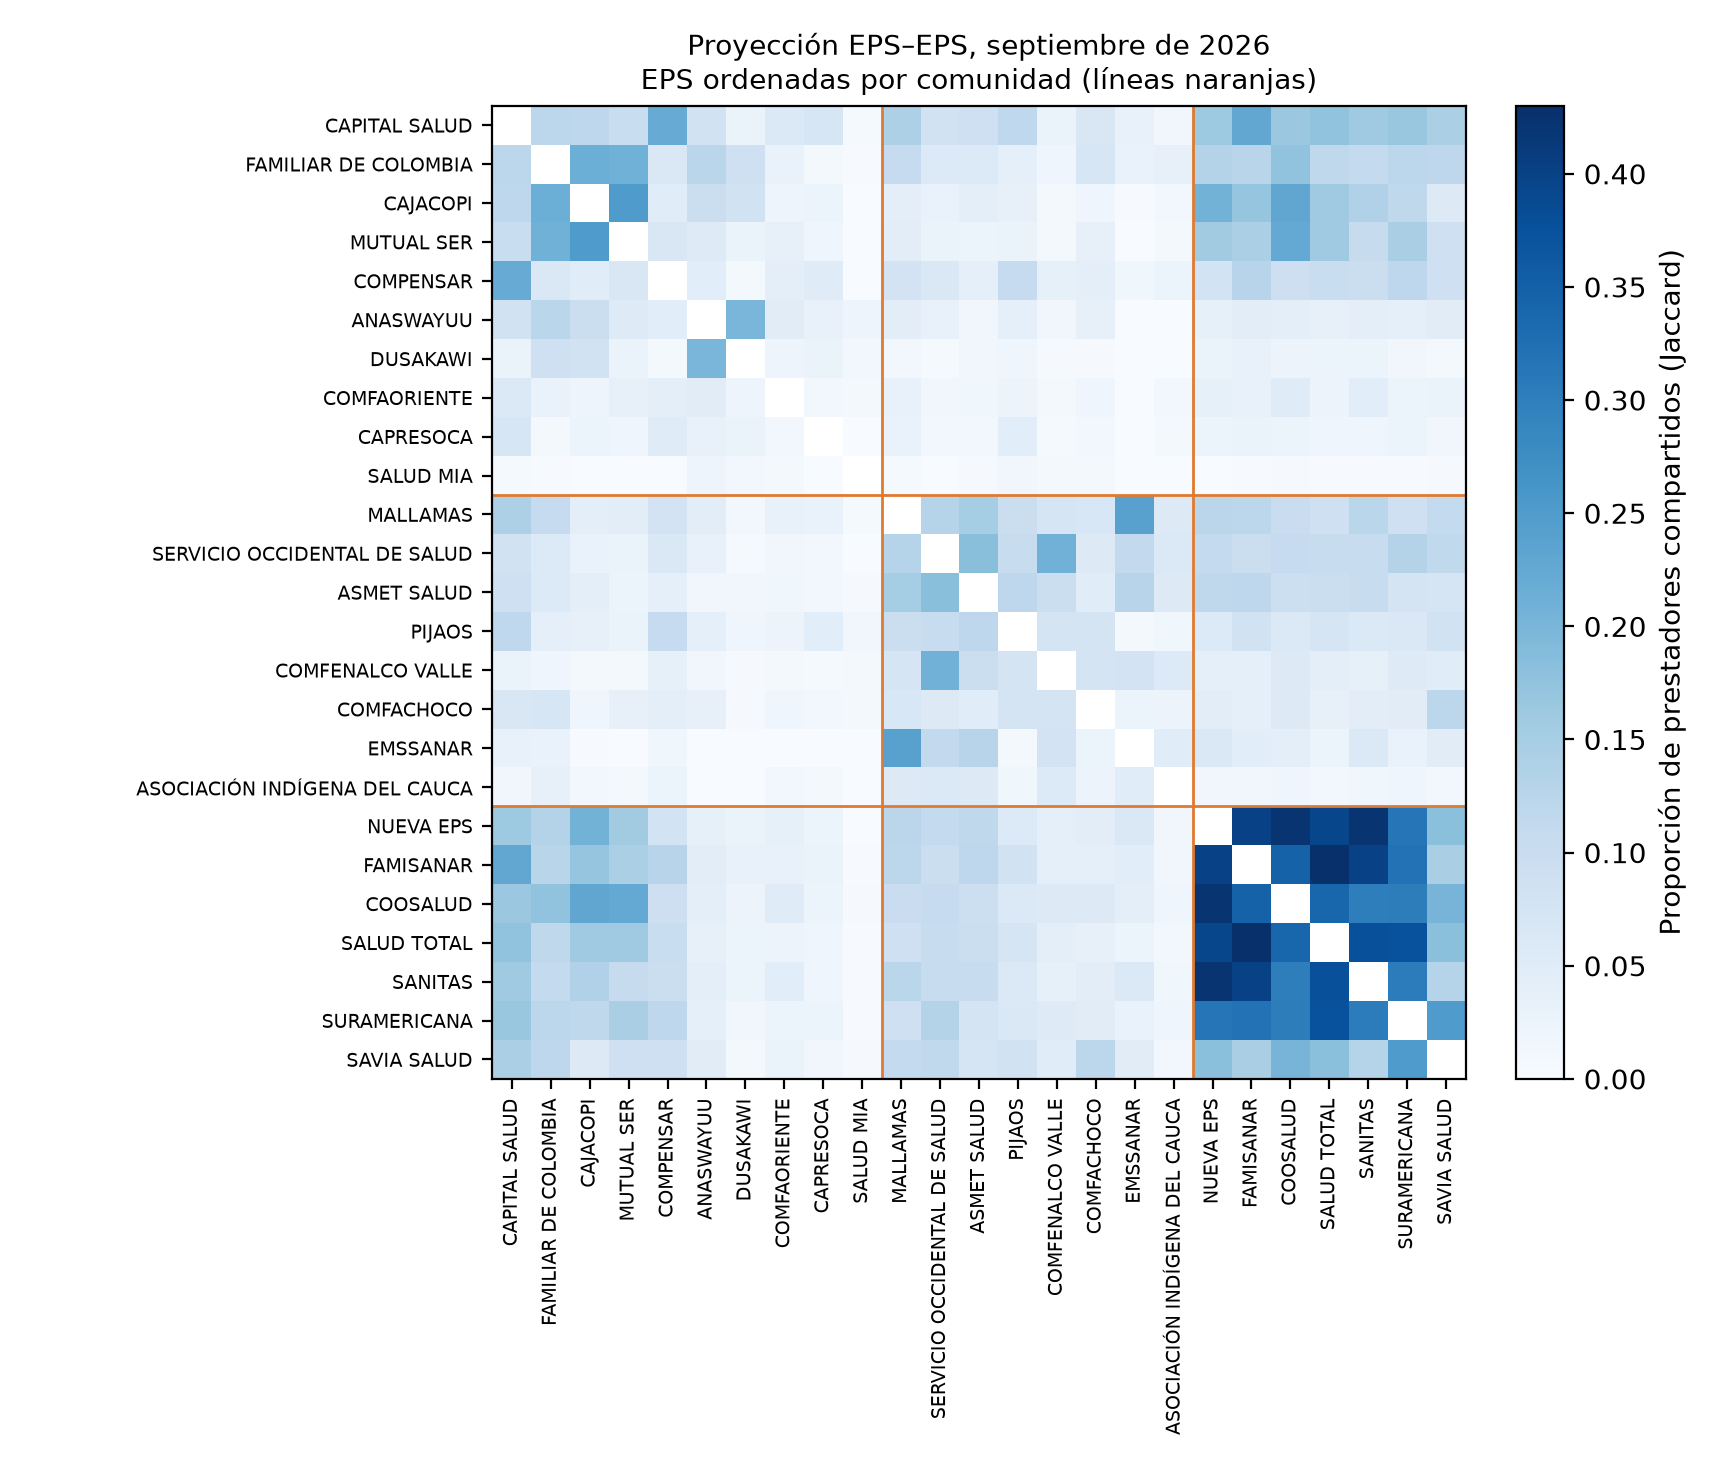 Proyección EPS–EPS, septiembre de 2026
EPS ordenadas por comunidad (líneas naranjas)
CAPITAL SALUD
FAMILIAR DE COLOMBIA
CAJACOPI
MUTUAL SER
COMPENSAR
ANASWAYUU
DUSAKAWI
COMFAORIENTE
CAPRESOCA
SALUD MIA
MALLAMAS
SERVICIO OCCIDENTAL DE SALUD
ASMET SALUD
PIJAOS
COMFENALCO VALLE
COMFACHOCO
EMSSANAR
ASOCIACIÓN INDÍGENA DEL CAUCA
NUEVA EPS
FAMISANAR
COOSALUD
SALUD TOTAL
SANITAS
SURAMERICANA
SAVIA SALUD
CAPITAL SALUD
FAMILIAR DE COLOMBIA
CAJACOPI
MUTUAL SER
COMPENSAR
ANASWAYUU
DUSAKAWI
COMFAORIENTE
CAPRESOCA
SALUD MIA
MALLAMAS
SERVICIO OCCIDENTAL DE SALUD
ASMET SALUD
PIJAOS
COMFENALCO VALLE
COMFACHOCO
EMSSANAR
ASOCIACIÓN INDÍGENA DEL CAUCA
NUEVA EPS
FAMISANAR
COOSALUD
SALUD TOTAL
SANITAS
SURAMERICANA
SAVIA SALUD
0.40
0.35
0.30
0.25
0.20
0.15
0.10
0.05
0.00
Proporción de prestadores compartidos (Jaccard)